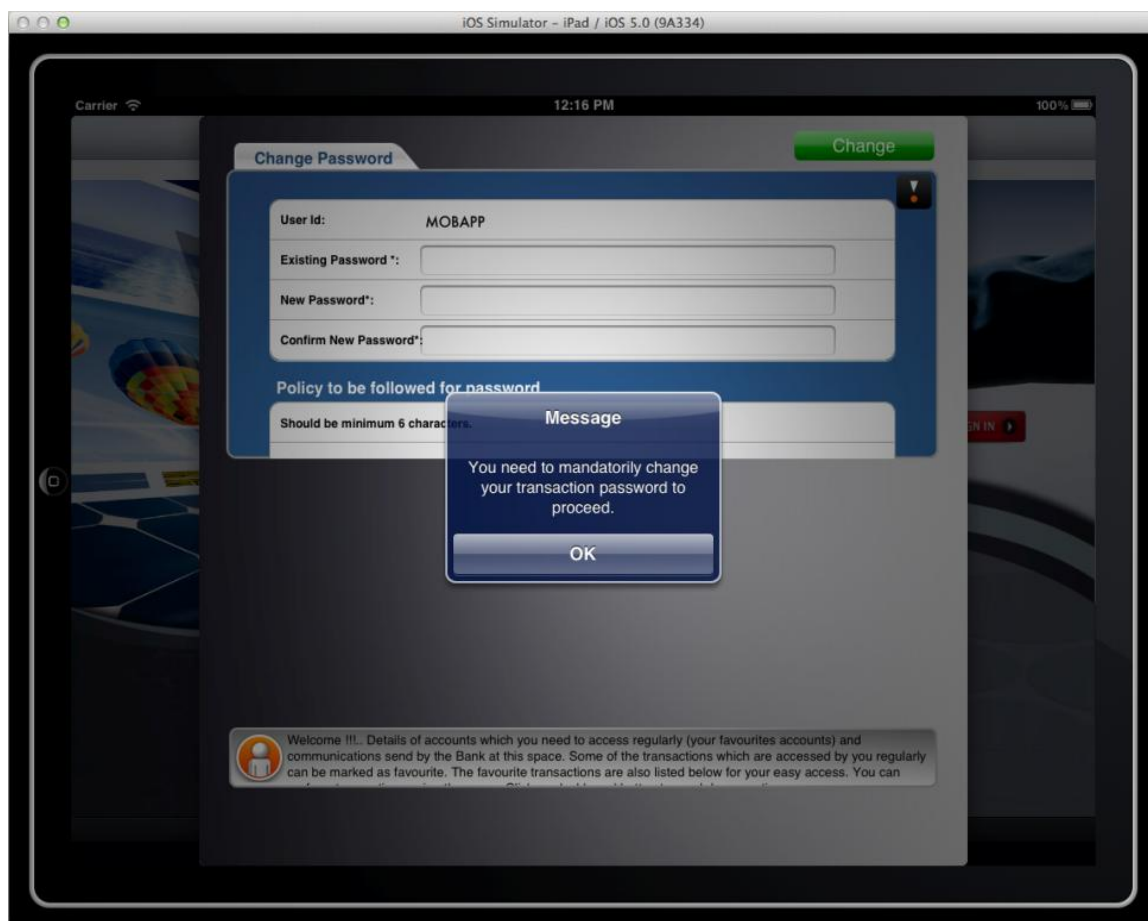 iOS Simulator - iPad / iOS 5.0 (9A334)
Carrier
12:16 PM
100%
Change Password
Change
User Id:
MOBAPP
Existing Password *:
New Password*:
Confirm New Password*:
Policy to be followed for password
Should be minimum 6 characters.
IN
Message
You need to mandatorily change
your transaction password to
proceed.
OK
Welcome !!!.. Details of accounts which you need to access regularly (your favourites accounts) and
communications send by the Bank at this space. Some of the transactions which are accessed by you regularly
can be marked as favourite. The favourite transactions are also listed below for your easy access. You can